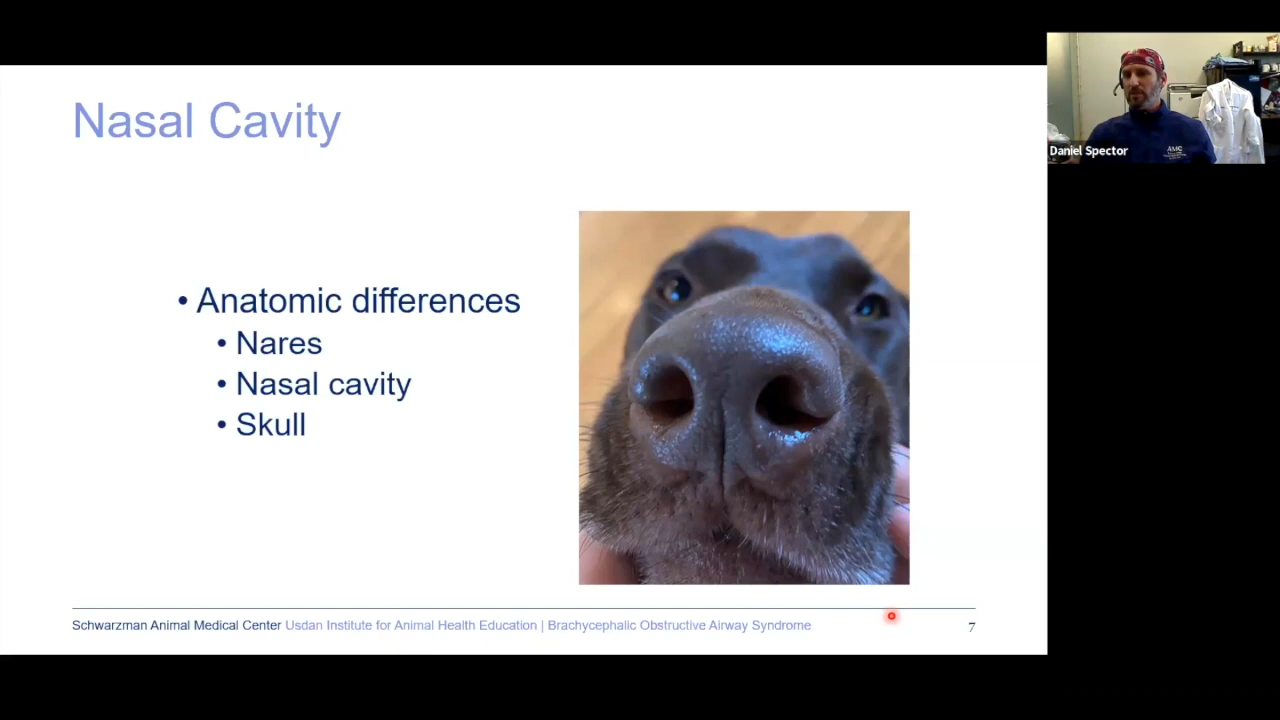 Nasal Cavity
• Anatomic differences
• Nares
• Nasal cavity
• Skull
Schwarzman Animal Medical Center Usdan Institute for Animal Health Education | Brachycephalic Obstructive Airway Syndrome
7
Daniel Spector
AMC